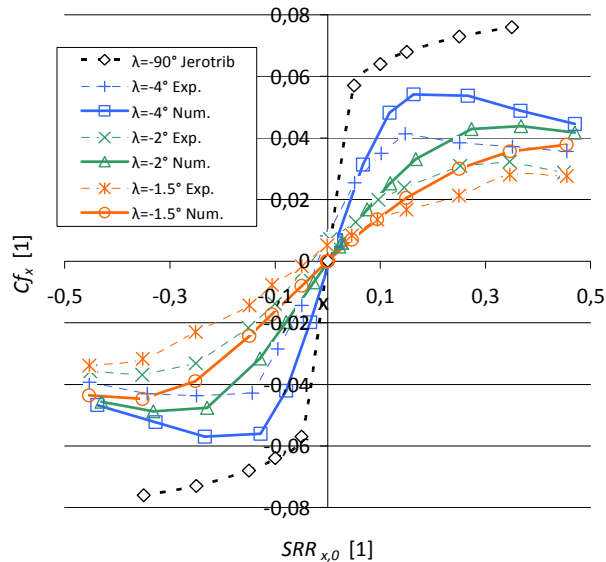 0,08
0,06
0,04
0,02
0
-0,02
-0,04
-0,06
-0,08
-0,5
-0,3
-0,1
0,1
0,3
0,5
λ=-90° Jerotrib
λ=-4° Exp.
λ=-4° Num.
λ=-2° Exp.
λ=-2° Num.
λ=-1.5° Exp.
λ=-1.5° Num.
Cfx [1]
x
SRR x,0 [1]